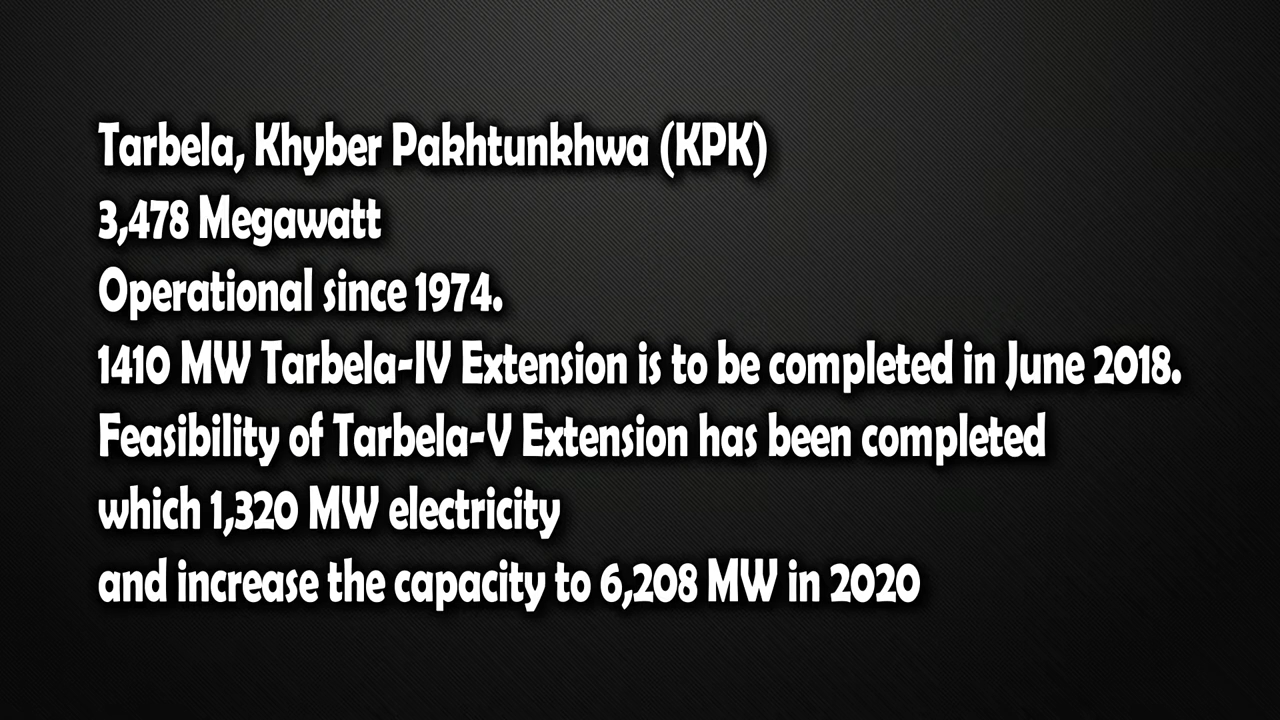 Tarbela, Khyber Pakhtunkhwa (KPK)
3,478 Megawatt
Operational since 1974.
1410 MW Tarbela-IV Extension is to be completed in June 2018.
Feasibility of Tarbela-V Extension has been completed
which 1,320 MW electricity
and increase the capacity to 6,208 MW in 2020